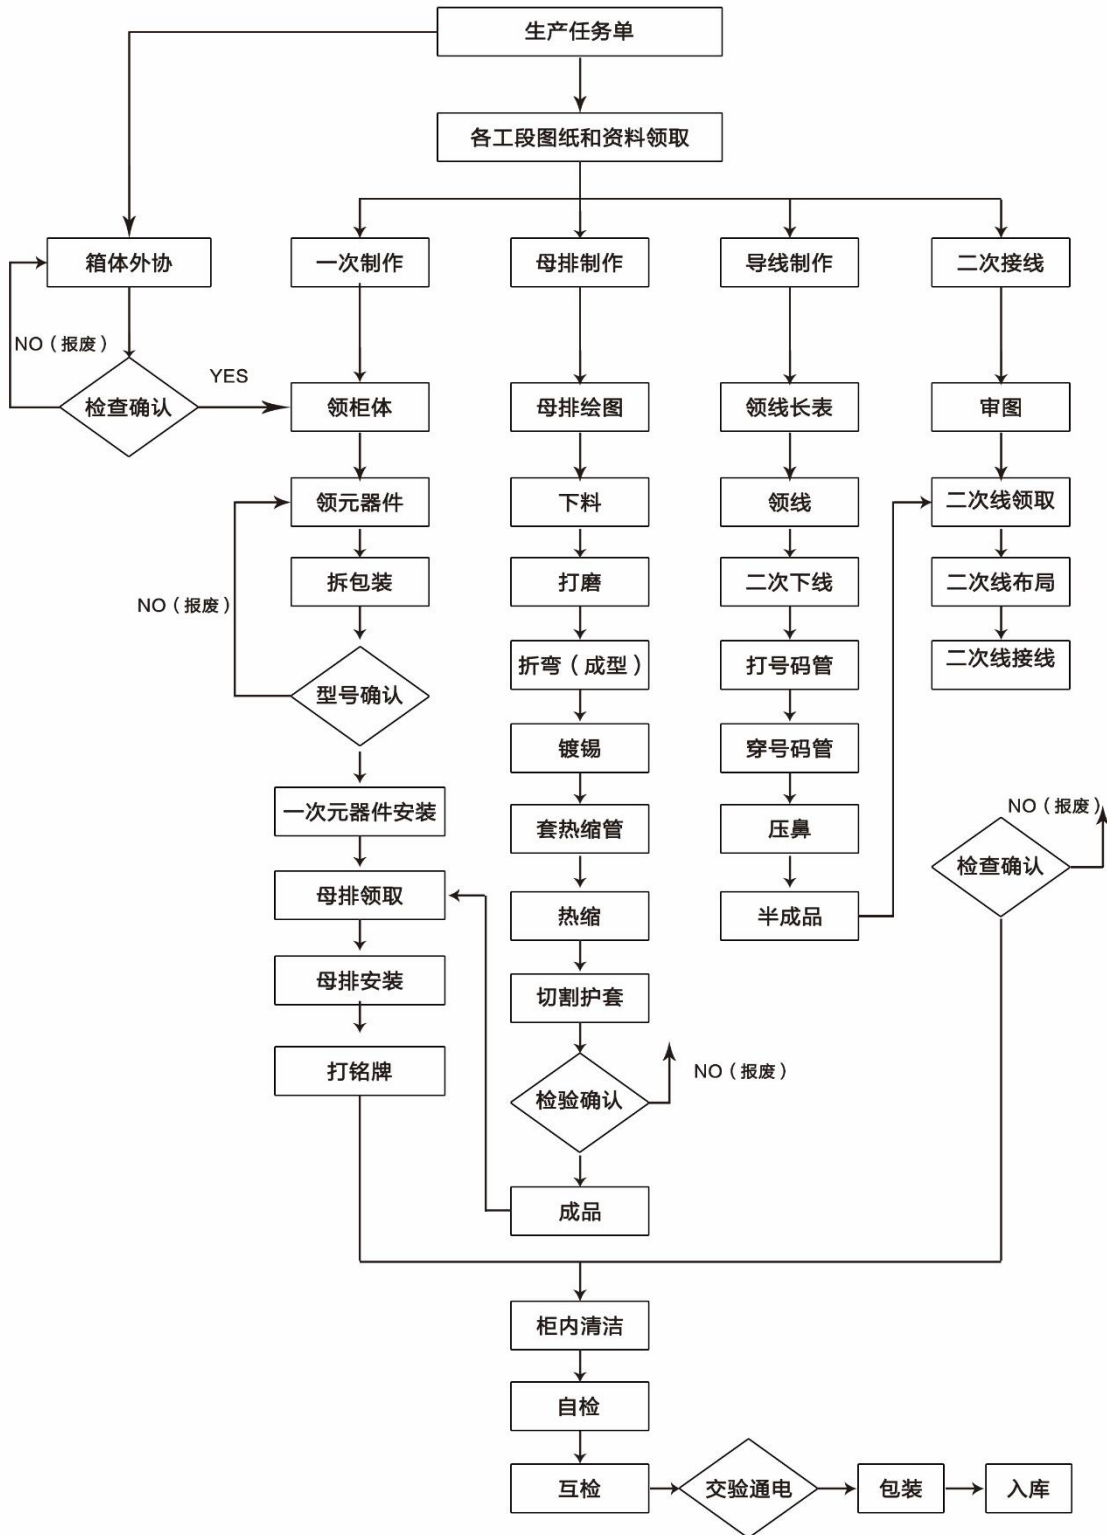 生产任务单
各工段图纸和资料领取
箱体外协
一次制作
母排制作
导线制作
二次接线
NO（报废）
YES
检查确认
领柜体
母排绘图
领线长表
审图
领元器件
下料
领线
二次线领取
拆包装
打磨
二次下线
二次线布局
NO（报废）
型号确认
折弯（成型）
打号码管
二次线接线
镀锡
穿号码管
一次元器件安装
套热缩管
压鼻
NO（报废）
检查确认
母排领取
热缩
半成品
母排安装
切割护套
打铭牌
检验确认
NO（报废）
成品
柜内清洁
自检
互检
交验通电
包装
入库